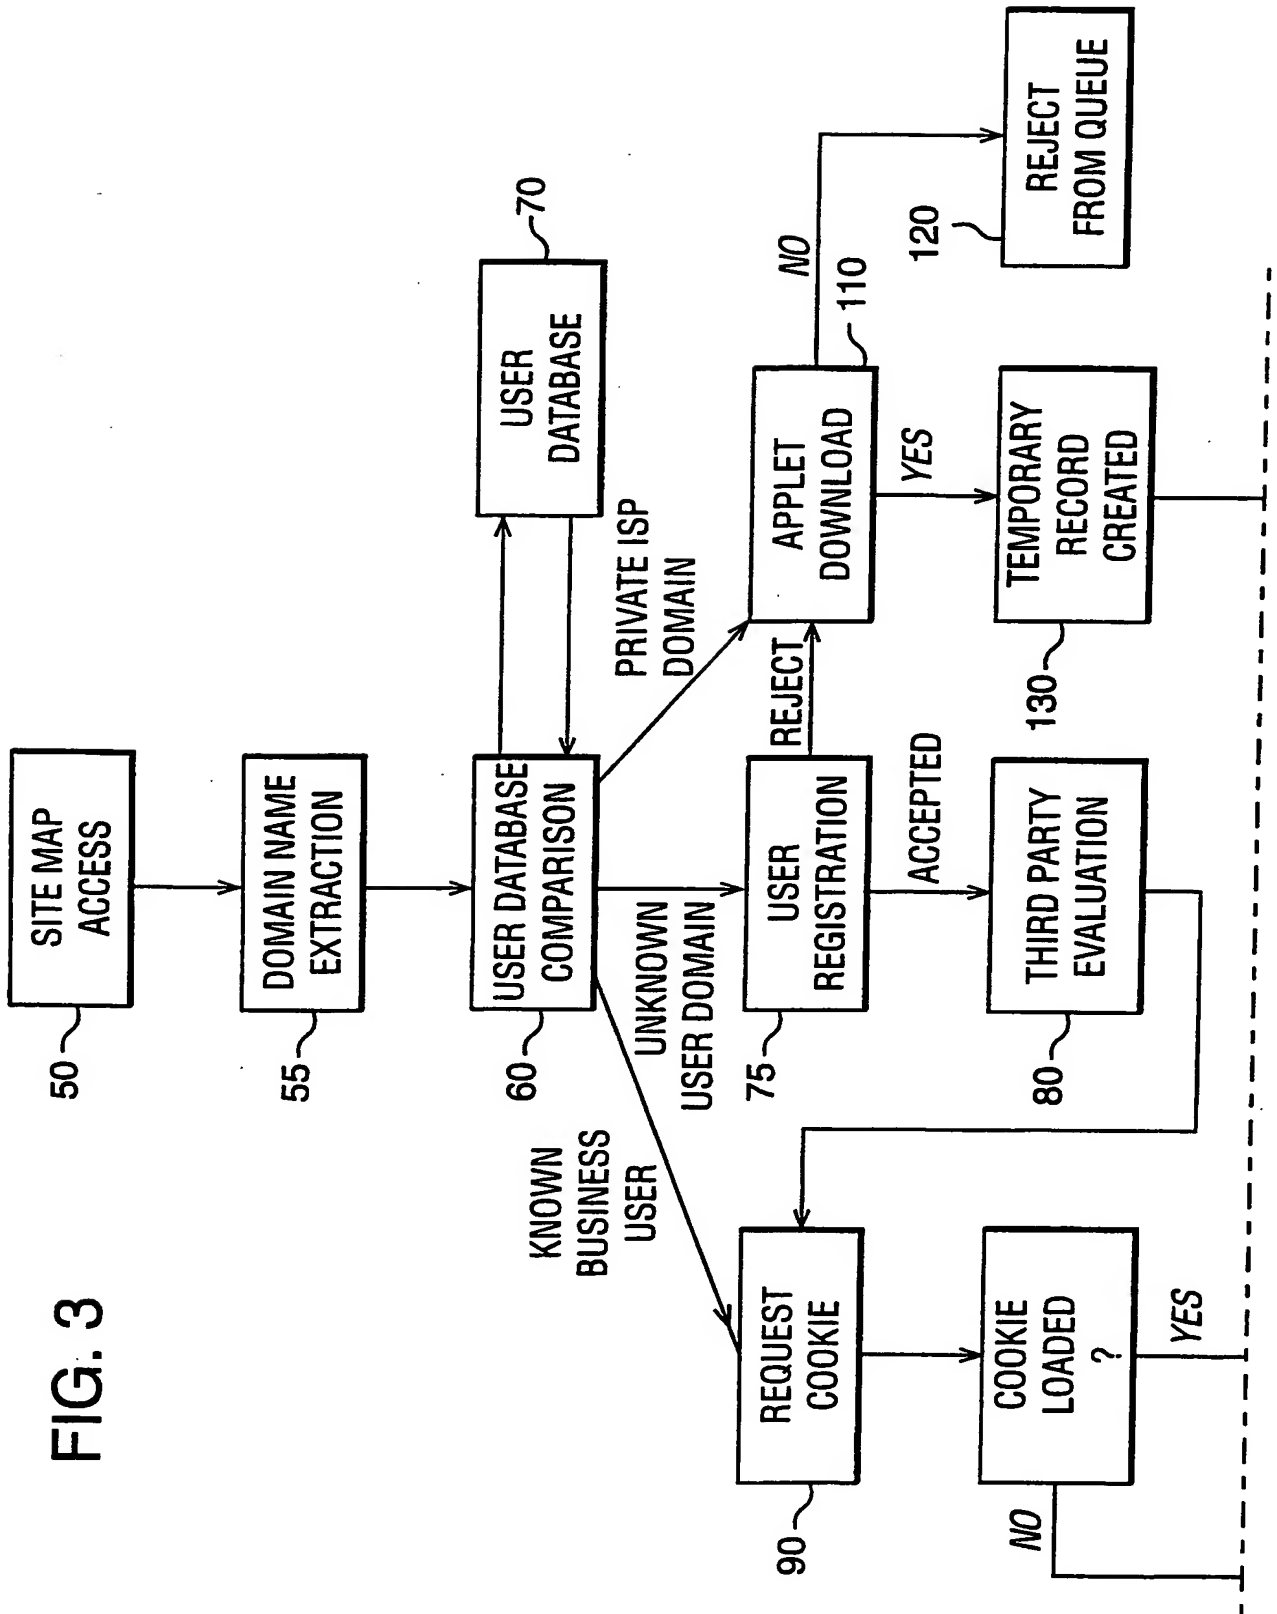 FIG. 3
50
SITE MAP
ACCESS
55
DOMAIN NAME
EXTRACTION
60
USER DATABASE
COMPARISON
70
USER
DATABASE
KNOWN
BUSINESS
USER
UNKNOWN
USER DOMAIN
PRIVATE ISP
DOMAIN
90
REQUEST
COOKIE
75
USER
REGISTRATION
REJECT
APPLET
DOWNLOAD
110
NO
ACCEPTED
YES
NO
COOKIE
LOADED
?
YES
80
THIRD PARTY
EVALUATION
130
TEMPORARY
RECORD
CREATED
120
REJECT
FROM QUEUE